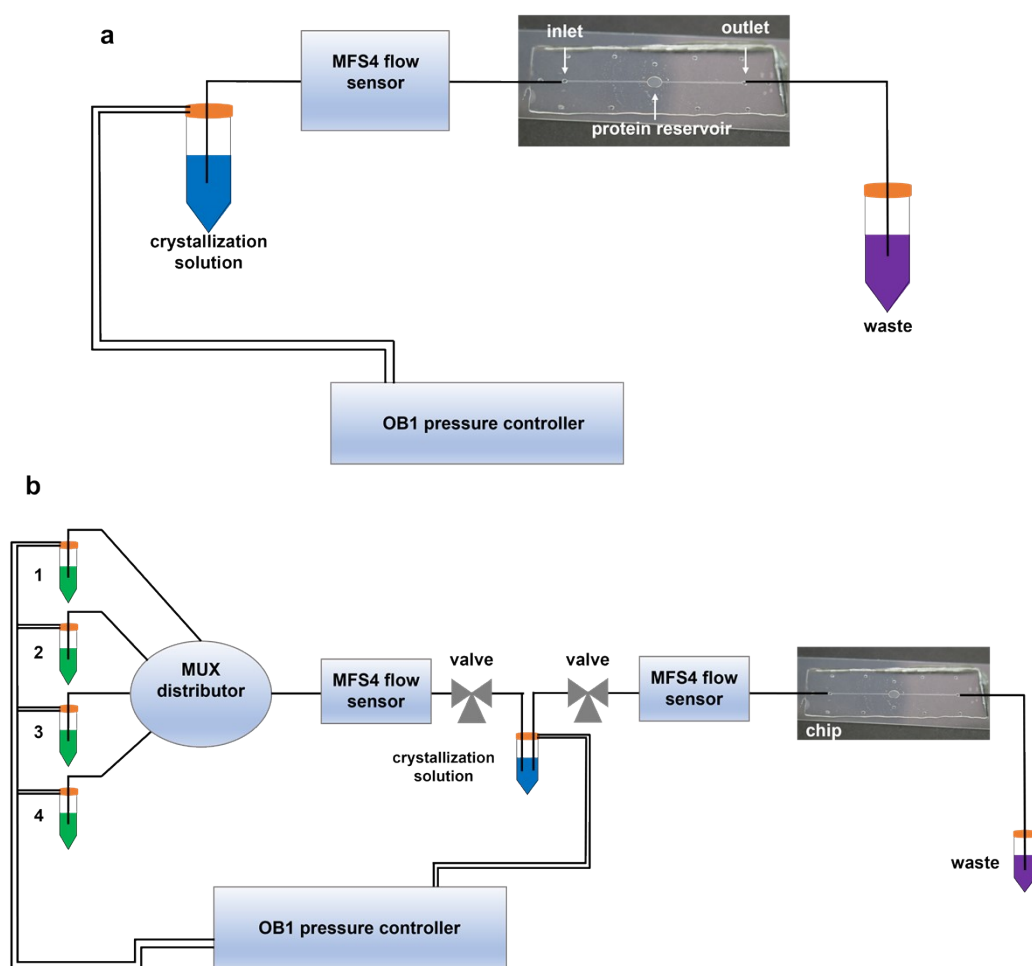 a
MFS4 flow
sensor
inlet
outlet
protein reservoir
crystallization
solution
waste
OB1 pressure controller
b
1
2
3
4
MUX
distributor
MFS4 flow
sensor
valve
valve
MFS4 flow
sensor
crystallization
solution
chip
waste
OB1 pressure controller